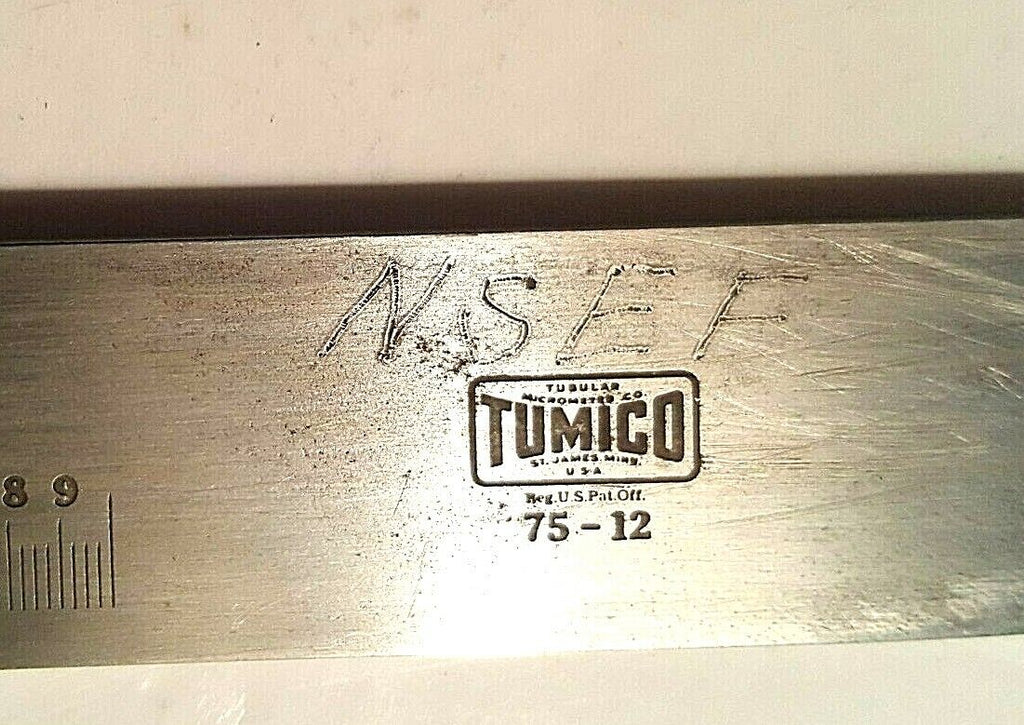 NSEF
TUBULAR
MICROMETER CO.
TUMICO
ST. JAMES, MINN.
U S A
Reg. U.S. Pat. Off.
75-12
8 9